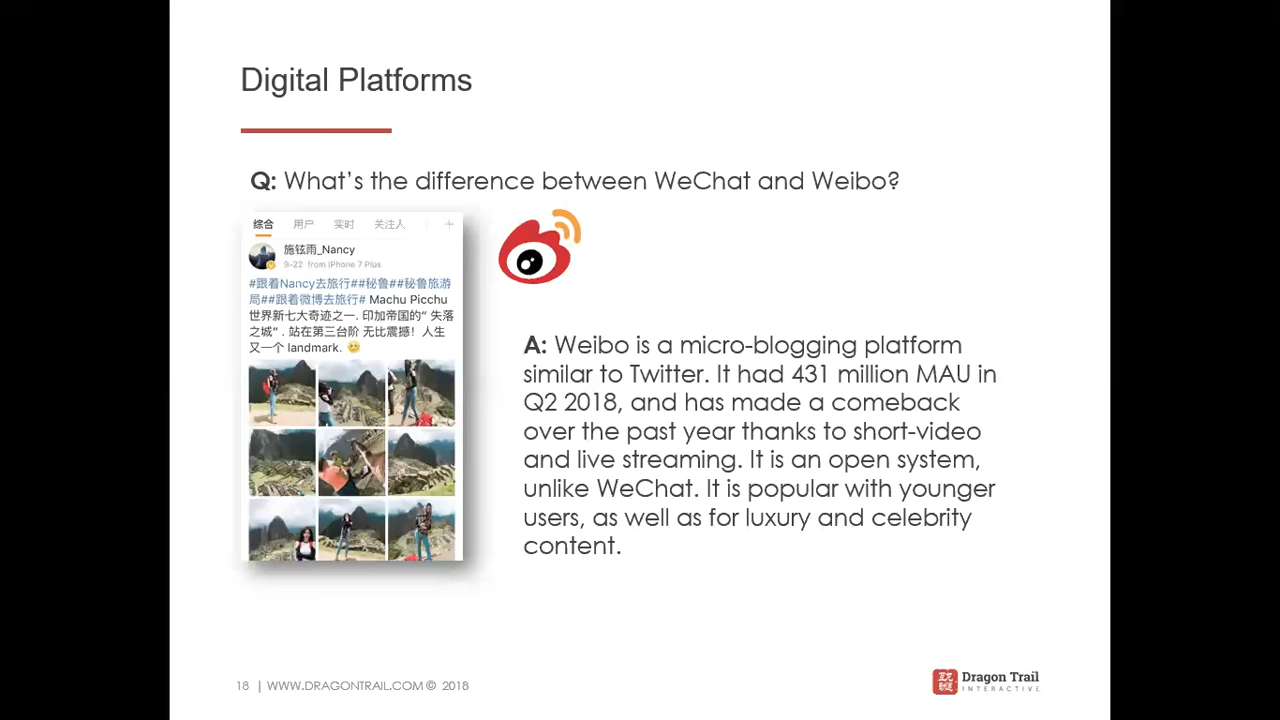 Digital Platforms
Q: What's the difference between WeChat and Weibo?
综合 用户 实时 关注人 +
施铉雨_Nancy
9-22 from iPhone 7 Plus
#跟着Nancy去旅行##秘鲁##秘鲁旅游
局##跟着微博去旅行# Machu Picchu
世界新七大奇迹之一. 印加帝国的“ 失落
之城” . 站在第三台阶 无比震撼！人生
又一个 landmark.
A: Weibo is a micro-blogging platform
similar to Twitter. It had 431 million MAU in
Q2 2018, and has made a comeback
over the past year thanks to short-video
and live streaming. It is an open system,
unlike WeChat. It is popular with younger
users, as well as for luxury and celebrity
content.
18 | WWW.DRAGONTRAIL.COM © 2018
Dragon Trail
INTERACTIVE